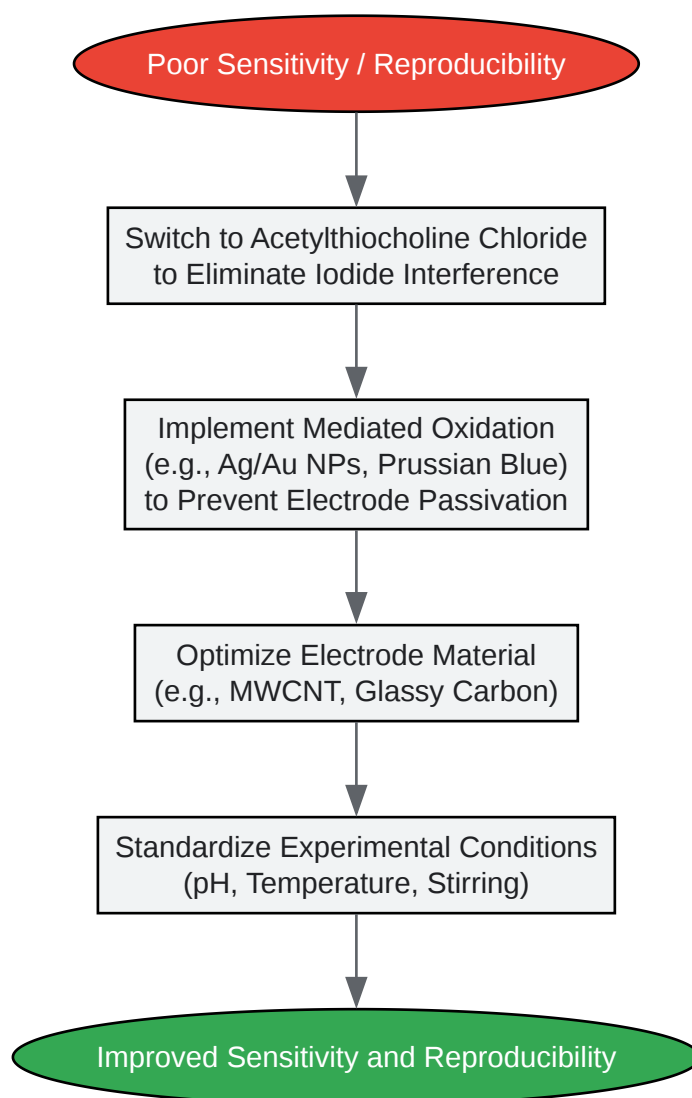 Poor Sensitivity / Reproducibility
Switch to Acetylthiocholine Chloride
to Eliminate Iodide Interference
Implement Mediated Oxidation
(e.g., Ag/Au NPs, Prussian Blue)
to Prevent Electrode Passivation
Optimize Electrode Material
(e.g., MWCNT, Glassy Carbon)
Standardize Experimental Conditions
(pH, Temperature, Stirring)
Improved Sensitivity and Reproducibility